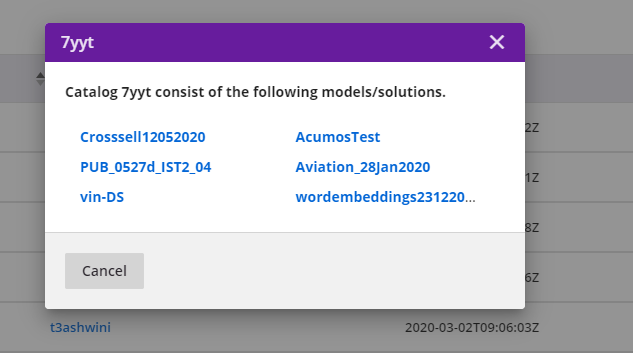 7yyt
Catalog 7yyt consist of the following models/solutions.
Crosssell12052020 AcumosTest
PUB_0527d_IST2_04 Aviation_28Jan2020
vin-DS wordembeddings231220...
2Z
1Z
8Z
6Z
Cancel
t3ashwini 2020-03-02T09:06:03Z